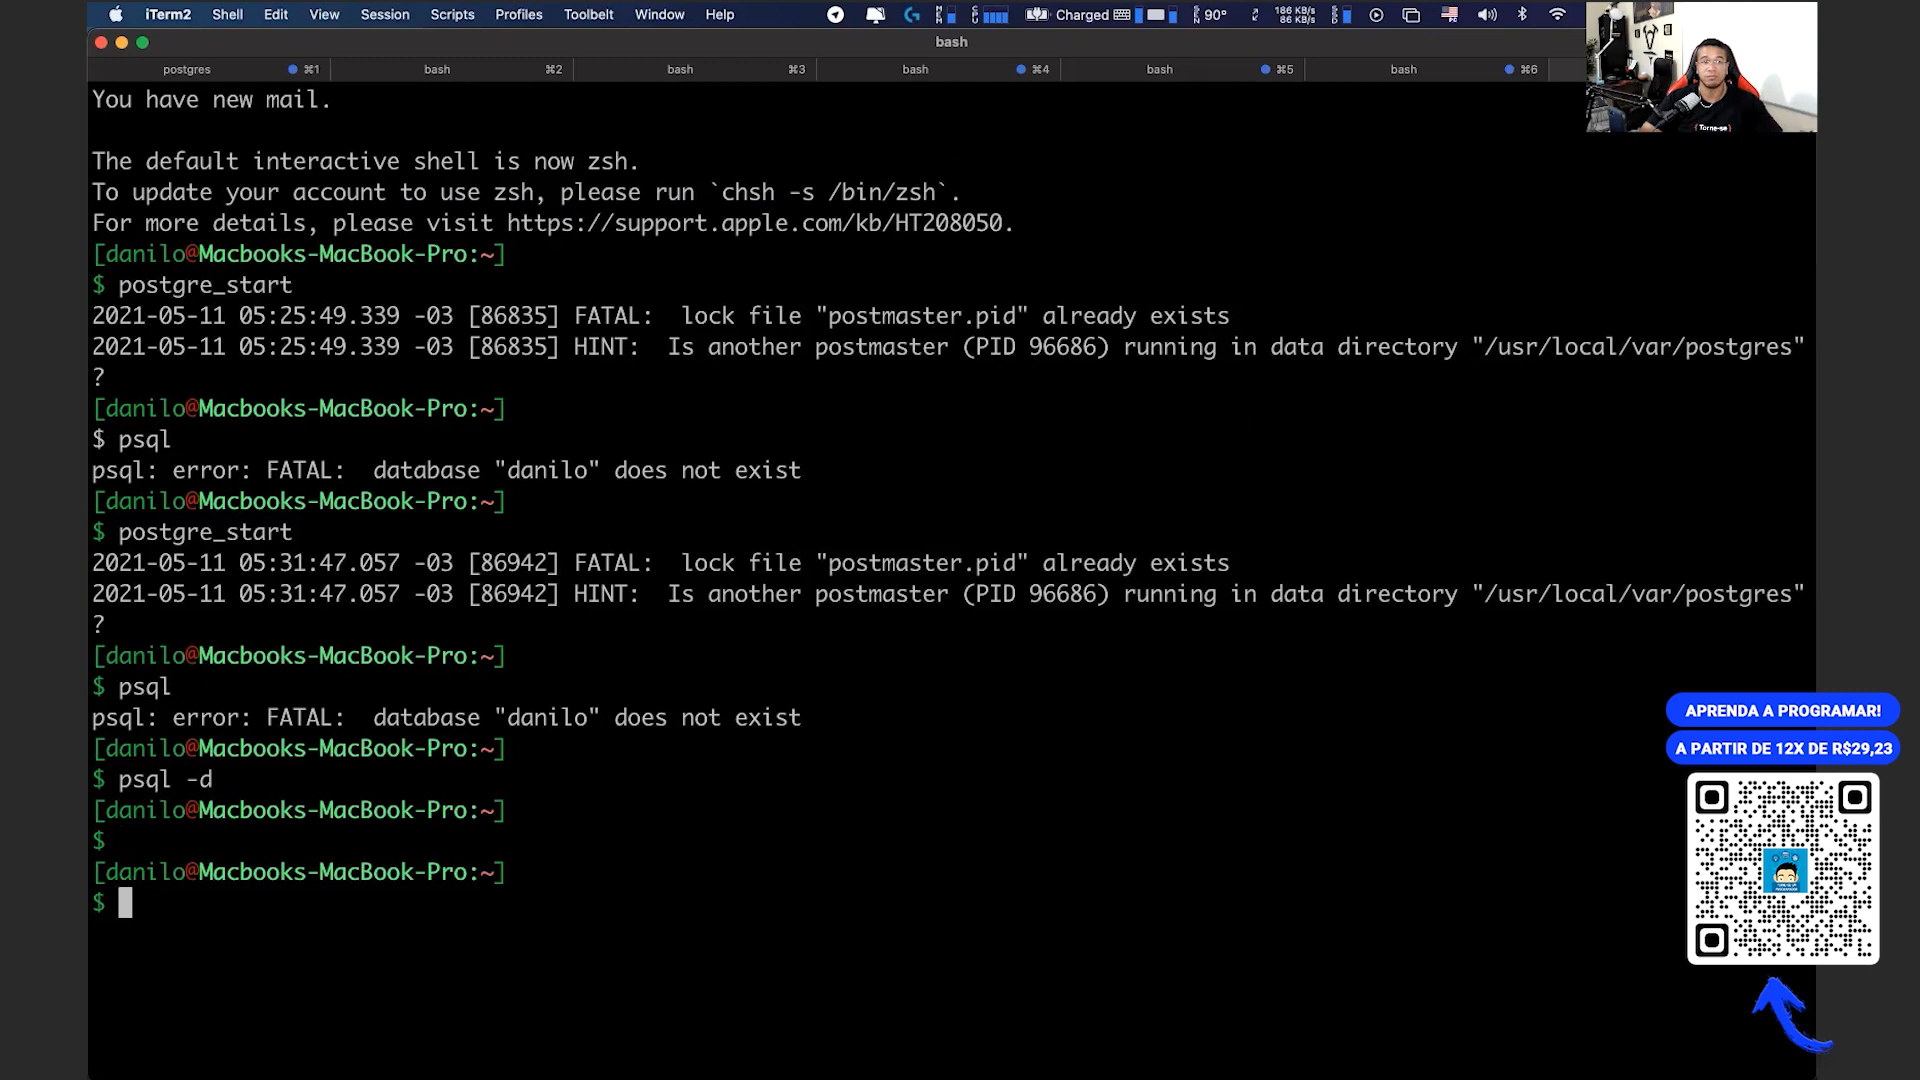 iTerm2 Shell Edit View Session Scripts Profiles Toolbelt Window Help Charged 90° 186 KB/s 86 KB/s
bash
postgres ⌘1 bash ⌘2 bash ⌘3 bash ⌘4 bash ⌘5 bash ⌘6
You have new mail.
The default interactive shell is now zsh.
To update your account to use zsh, please run `chsh -s /bin/zsh`.
For more details, please visit https://support.apple.com/kb/HT208050.
[danilo@Macbooks-MacBook-Pro:~]
$ postgre_start
2021-05-11 05:25:49.339 -03 [86835] FATAL:  lock file "postmaster.pid" already exists
2021-05-11 05:25:49.339 -03 [86835] HINT:  Is another postmaster (PID 96686) running in data directory "/usr/local/var/postgres"
?
[danilo@Macbooks-MacBook-Pro:~]
$ psql
psql: error: FATAL:  database "danilo" does not exist
[danilo@Macbooks-MacBook-Pro:~]
$ postgre_start
2021-05-11 05:31:47.057 -03 [86942] FATAL:  lock file "postmaster.pid" already exists
2021-05-11 05:31:47.057 -03 [86942] HINT:  Is another postmaster (PID 96686) running in data directory "/usr/local/var/postgres"
?
[danilo@Macbooks-MacBook-Pro:~]
$ psql
psql: error: FATAL:  database "danilo" does not exist
[danilo@Macbooks-MacBook-Pro:~]
$ psql -d
[danilo@Macbooks-MacBook-Pro:~]
$
[danilo@Macbooks-MacBook-Pro:~]
$
{ Torne-se }
APRENDA A PROGRAMAR!
A PARTIR DE 12X DE R$29,23